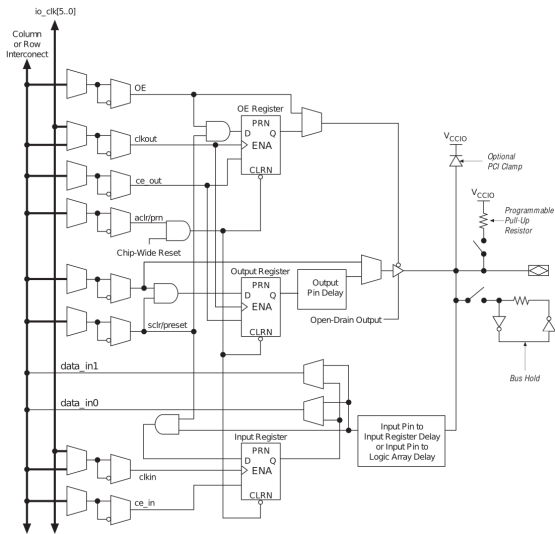 io_clk[5..0]
Column
or Row
Interconect
OE
OE Register
PRN
D Q
ENA
CLRN
clkout
ce_out
aclr/prn
Chip-Wide Reset
VCCIO
Optional
PCI Clamp
VCCIO
Programmable
Pull-Up
Resistor
Output Register
PRN
D Q
ENA
CLRN
Output
Pin Delay
sclr/preset
Open-Drain Output
Bus Hold
data_in1
data_in0
Input Pin to
Input Register Delay
or Input Pin to
Logic Array Delay
Input Register
PRN
D Q
ENA
CLRN
clkin
ce_in